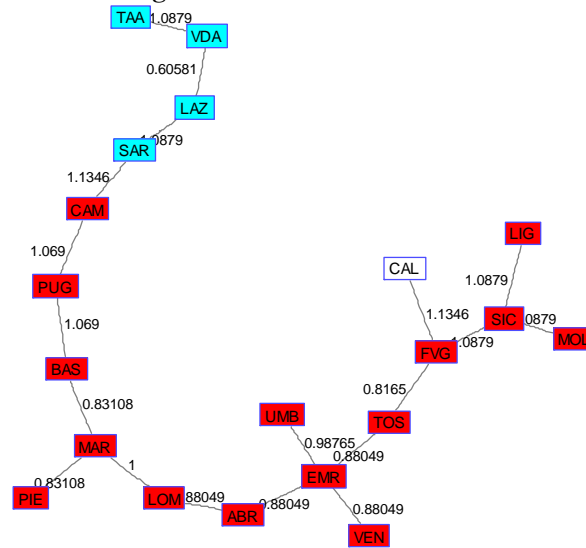 TAA
1.0879
VDA
0.60581
LAZ
1.0879
SAR
1.1346
CAM
LIG
1.069
CAL
1.0879
PUG
1.1346
SIC
0879
MOL
1.069
FVG
1.0879
BAS
0.8165
0.83108
UMB
TOS
0.98765
0.88049
MAR
1
EMR
0.83108
PIE
LOM
88049
ABR
0.88049
0.88049
VEN